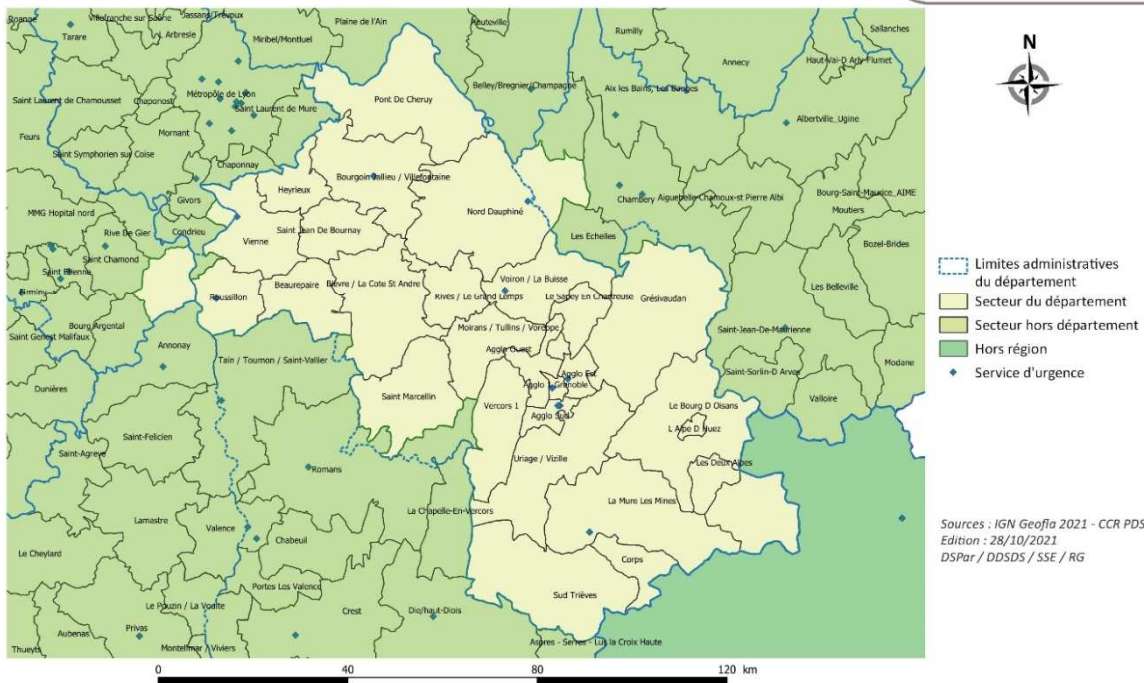 Roanne
Villefranche sur Saône
Jassans/Trévoux
Plaine de l'Ain
Hauteville
Sallanches
Tarare
L Arbresle
Miribel/Montluel
Rumilly
Annecy
Haut-Val-D Arly-Flumet
N
Saint Laurent de Chamousset
Chaponost
Métropole de Lyon
Saint Laurent de Mure
Pont De Cheruy
Belley/Bregnier/Champagne
Aix les Bains, Les Bauges
Albertville_Ugine
Feurs
Mornant
Saint Symphorien sur Coise
Chaponnay
Bourgoin Jallieu / Villefontaine
Heyrieux
Chambery
Aiguebelle-Chamoux-st Pierre Albi
Bourg-Saint-Maurice_AIME
Moutiers
Givors
MMG Hopital nord
Rive De Gier
Condrieu
Nord Dauphiné
Saint Jean De Bournay
Vienne
Les Echelles
Bozel-Brides
Saint Chamond
Saint Etienne
Firminy
Voiron / La Buisse
Beaurepaire
Bièvre / Le Cote St Andre
Roussillon
Rives / Le Grand Lemps
Le Sapey En Chartreuse
Grésivaudan
Les Belleville
Limites administratives
du département
Secteur du département
Secteur hors département
Hors région
Service d'urgence
Bourg Argental
Saint Genest Malifaux
Annonay
Moirans / Tullins / Voreppe
Saint-Jean-De-Maurienne
Agglo Ouest
Tain / Tournon / Saint-Vallier
Modane
Saint-Sorlin-D Arves
Agglo Est
Agglo 1 Grenoble
Dunières
Saint Marcellin
Vercors 1
Valloire
Le Bourg D Oisans
Agglo Sud
L Alpe D Huez
Saint-Felicien
Saint-Agreve
Uriage / Vizille
Les Deux Alpes
Romans
La Mure Les Mines
La Chapelle-En-Vercors
Lamastre
Valence
Chabeuil
Le Cheylard
Corps
Sources : IGN Geofla 2021 - CCR PDS
Edition : 28/10/2021
DSPar / DDSDS / SSE / RG
Portes Les Valence
Sud Trièves
Le Pouzin / La Voulte
Crest
Die/haut-Diois
Privas
Aubenas
Thueyts
Montelimar / Viviers
Aspres - Serres - Lus la Croix Haute
0 40 80 120 km